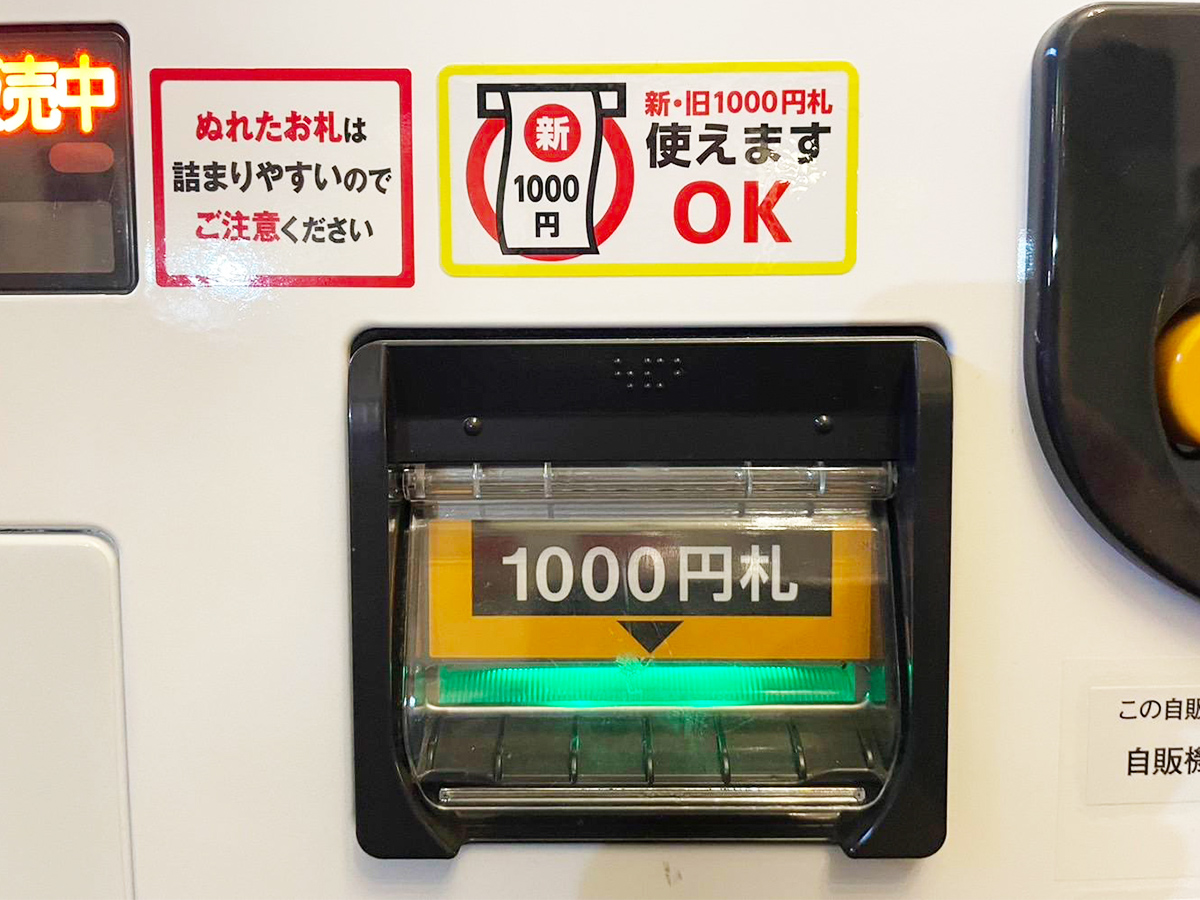 売中
ぬれたお札は
詰まりやすいので
ご注意ください
新
1000
円
新・旧1000円札
使えます
OK
1000円札
この自販
自販機